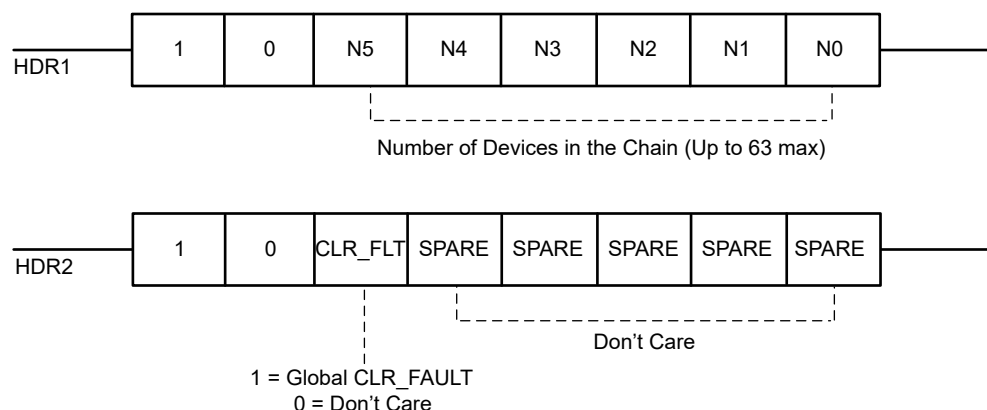 1 0 N5 N4 N3 N2 N1 N0
HDR1
Number of Devices in the Chain (Up to 63 max)
1 0 CLR_FLT SPARE SPARE SPARE SPARE SPARE
HDR2
Don’t Care
1 = Global CLR_FAULT
0 = Don’t Care